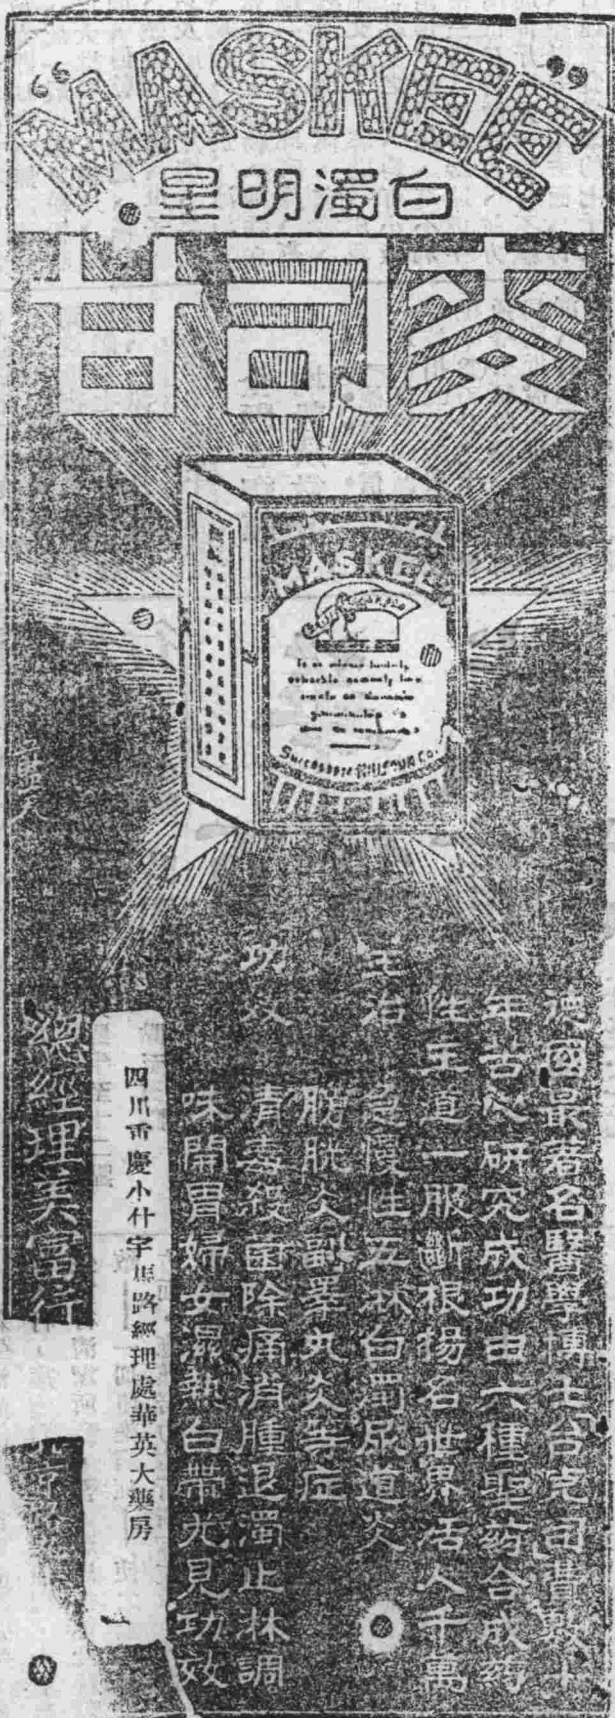 "MASKEE"
白濁明星
麥司甘
MASKEE
德國最著名醫學博士台克司費數十
年苦心研究成功由六種聖葯合成葯
性王道一服斷根揚名世界活人千萬
主治 急慢性五淋白濁尿道炎
膀胱炎副睪丸炎等症
功效 清毒殺菌除痛消腫退濁止淋調
味開胃婦女濕熱白帶尤見功效
四川重慶小什字馬路經理處華英大藥房
總經理美富行